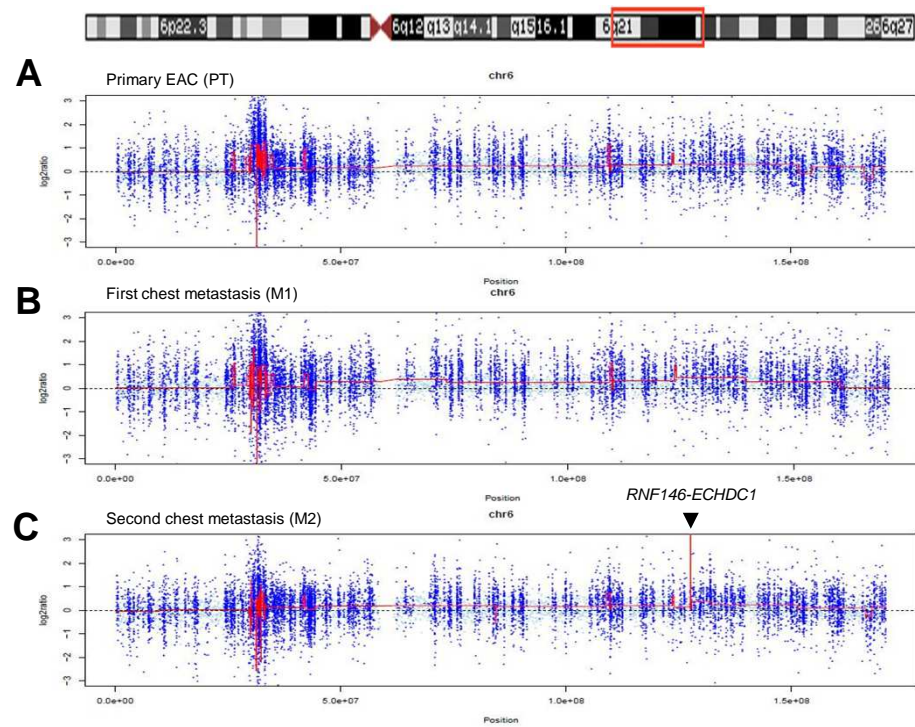 6p22.3 6q12 q13 q14.1 q15 16.1 6q21 26 6q27
A
Primary EAC (PT)
chr6
log2ratio
3
2
1
0
-1
-2
-3
0.0e+00 5.0e+07 1.0e+08 1.5e+08
Position
B
First chest metastasis (M1)
chr6
log2ratio
3
2
1
0
-1
-2
-3
0.0e+00 5.0e+07 1.0e+08 1.5e+08
Position
RNF146-ECHDC1
C
Second chest metastasis (M2)
chr6
log2ratio
3
2
1
0
-1
-2
-3
0.0e+00 5.0e+07 1.0e+08 1.5e+08
Position